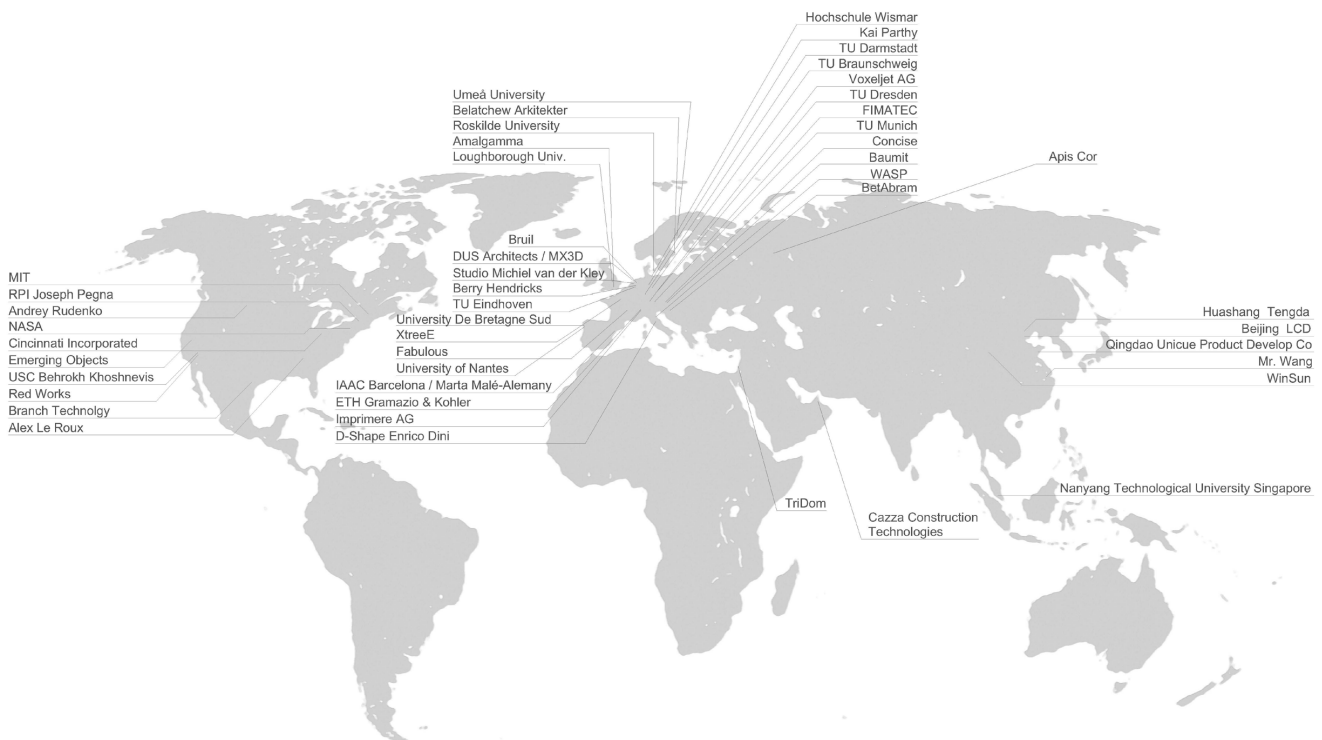 Hochschule Wismar
Kai Parthy
TU Darmstadt
TU Braunschweig
Voxeljet AG
TU Dresden
FIMATEC
TU Munich
Concise
Baumit
WASP
BetAbram
Umeá University
Belatchew Arkitekter
Roskilde University
Amalgamma
Loughborough Univ.
Apis Cor
Bruil
DUS Architects / MX3D
Studio Michiel van der Kley
Berry Hendricks
TU Eindhoven
University De Bretagne Sud
XtreeE
Fabulous
University of Nantes
IAAC Barcelona / Marta Malé-Alemany
ETH Gramazio & Kohler
Imprimere AG
D-Shape Enrico Dini
MIT
RPI Joseph Pegna
Andrey Rudenko
NASA
Cincinnati Incorporated
Emerging Objects
USC Behrokh Khoshnevis
Red Works
Branch Technolgy
Alex Le Roux
Huashang Tengda
Beijing LCD
Qingdao Unicue Product Develop Co
Mr. Wang
WinSun
Nanyang Technological University Singapore
TriDom
Cazza Construction
Technologies